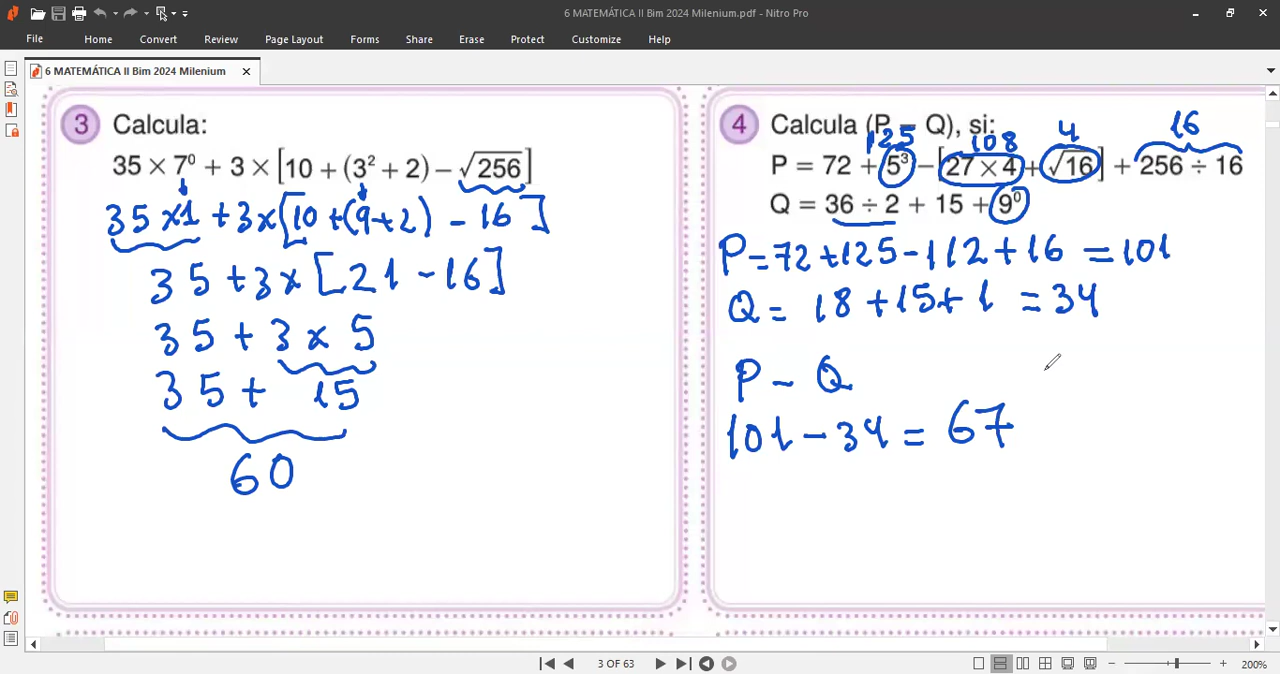 6 MATEMÁTICA II Bim 2024 Milenium.pdf - Nitro Pro
File Home Convert Review Page Layout Forms Share Erase Protect Customize Help
6 MATEMÁTICA II Bim 2024 Milenium
3 Calcula:
35 × 7⁰ + 3 × [10 + (3² + 2) – √256]
35 x 1 + 3 x [10 + (9 + 2) - 16]
35 + 3 x [21 - 16]
35 + 3 x 5
35 + 15
60
4 Calcula (P – Q), si:
125 108 4 16
P = 72 + 5³ – [27 × 4 + √16] + 256 ÷ 16
Q = 36 ÷ 2 + 15 + 9⁰
P = 72 + 125 - 112 + 16 = 101
Q = 18 + 15 + 1 = 34
P - Q
101 - 34 = 67
3 OF 63
200%